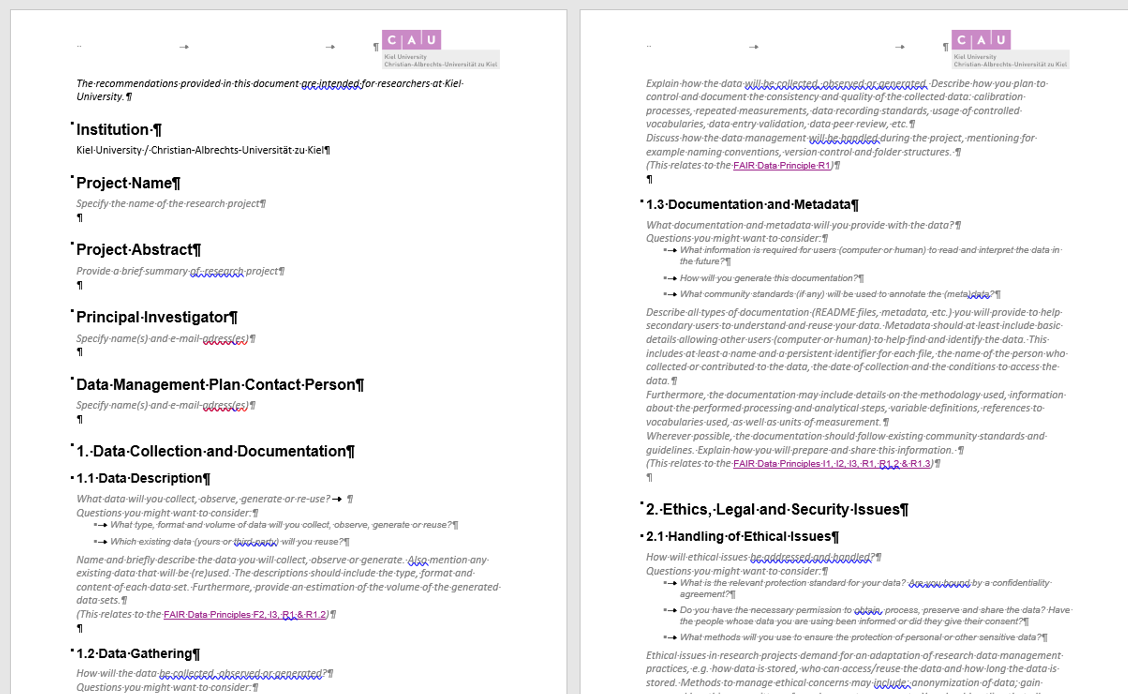 C A U
Kiel University
Christian-Albrechts-Universität zu Kiel
The recommendations provided in this document are intended for researchers at Kiel
University.
Institution
Kiel University / Christian-Albrechts-Universität zu Kiel
Project Name
Specify the name of the research project
Project Abstract
Provide a brief summary of research project
Principal Investigator
Specify name(s) and e-mail-adress(es)
Data Management Plan Contact Person
Specify name(s) and e-mail-adress(es)
1. Data Collection and Documentation
1.1 Data Description
What data will you collect, observe, generate or re-use?
Questions you might want to consider:
What type, format and volume of data will you collect, observe, generate or reuse?
Which existing data (yours or third-party) will you reuse?
Name and briefly describe the data you will collect, observe or generate. Also mention any
existing data that will be (re)used. The descriptions should include the type, format and
content of each data set. Furthermore, provide an estimation of the volume of the generated
data sets.
(This relates to the FAIR Data Principles F2, I3, R1 & R1.2)
1.2 Data Gathering
How will the data be collected, observed or generated?
Questions you might want to consider:
C A U
Kiel University
Christian-Albrechts-Universität zu Kiel
Explain how the data will be collected, observed or generated. Describe how you plan to
control and document the consistency and quality of the collected data: calibration
processes, repeated measurements, data recording standards, usage of controlled
vocabularies, data entry validation, data peer review, etc.
Discuss how the data management will be handled during the project, mentioning for
example naming conventions, version control and folder structures.
(This relates to the FAIR Data Principle R1)
1.3 Documentation and Metadata
What documentation and metadata will you provide with the data?
Questions you might want to consider:
What information is required for users (computer or human) to read and interpret the data in
the future?
How will you generate this documentation?
What community standards (if any) will be used to annotate the (meta)data?
Describe all types of documentation (README files, metadata, etc.) you will provide to help
secondary users to understand and reuse your data. Metadata should at least include basic
details allowing other users (computer or human) to help find and identify the data. This
includes at least a name and a persistent identifier for each file, the name of the person who
collected or contributed to the data, the date of collection and the conditions to access the
data.
Furthermore, the documentation may include details on the methodology used, information
about the performed processing and analytical steps, variable definitions, references to
vocabularies used, as well as units of measurement.
Wherever possible, the documentation should follow existing community standards and
guidelines. Explain how you will prepare and share this information.
(This relates to the FAIR Data Principles I1, I2, I3, R1, R1.2 & R1.3)
2. Ethics, Legal and Security Issues
2.1 Handling of Ethical Issues
How will ethical issues be addressed and handled?
Questions you might want to consider:
What is the relevant protection standard for your data? Are you bound by a confidentiality
agreement?
Do you have the necessary permission to obtain, process, preserve and share the data? Have
the people whose data you are using been informed or did they give their consent?
What methods will you use to ensure the protection of personal or other sensitive data?
Ethical issues in research projects demand for an adaptation of research data management
practices, e.g. how data is stored, who can access/reuse the data and how long the data is
stored. Methods to manage ethical concerns may include: anonymization of data; gain